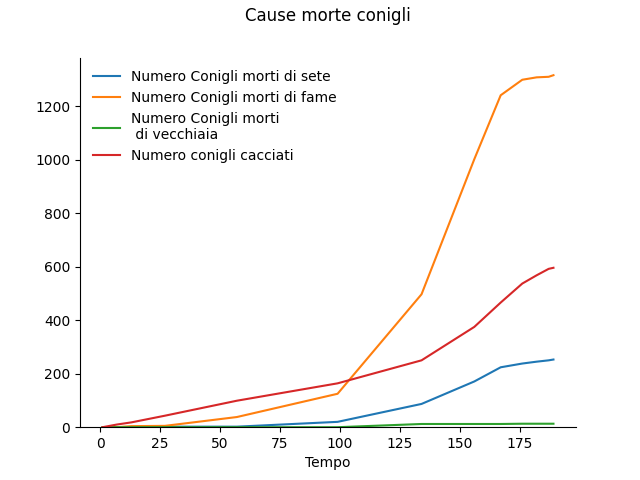 Cause morte conigli
Numero Conigli morti di sete
Numero Conigli morti di fame
Numero Conigli morti
di vecchiaia
Numero conigli cacciati
1200
1000
800
600
400
200
0
0 25 50 75 100 125 150 175
Tempo